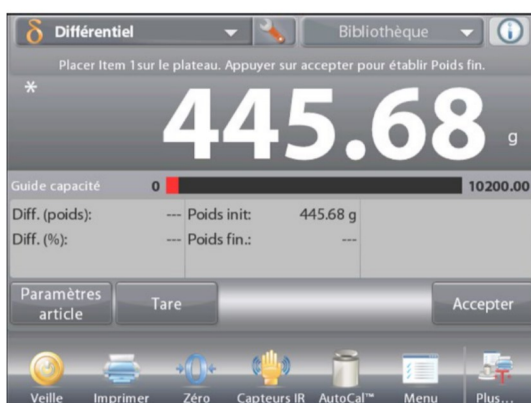 δ Différentiel Bibliothèque i
Placer Item 1sur le plateau. Appuyer sur accepter pour établir Poids fin.
* 445.68 g
Guide capacité 0 10200.00
Diff. (poids): --- Poids init: 445.68 g
Diff. (%): --- Poids fin.: ---
Paramètres article Tare Accepter
Veille Imprimer Zéro Capteurs IR AutoCal™ Menu Plus...